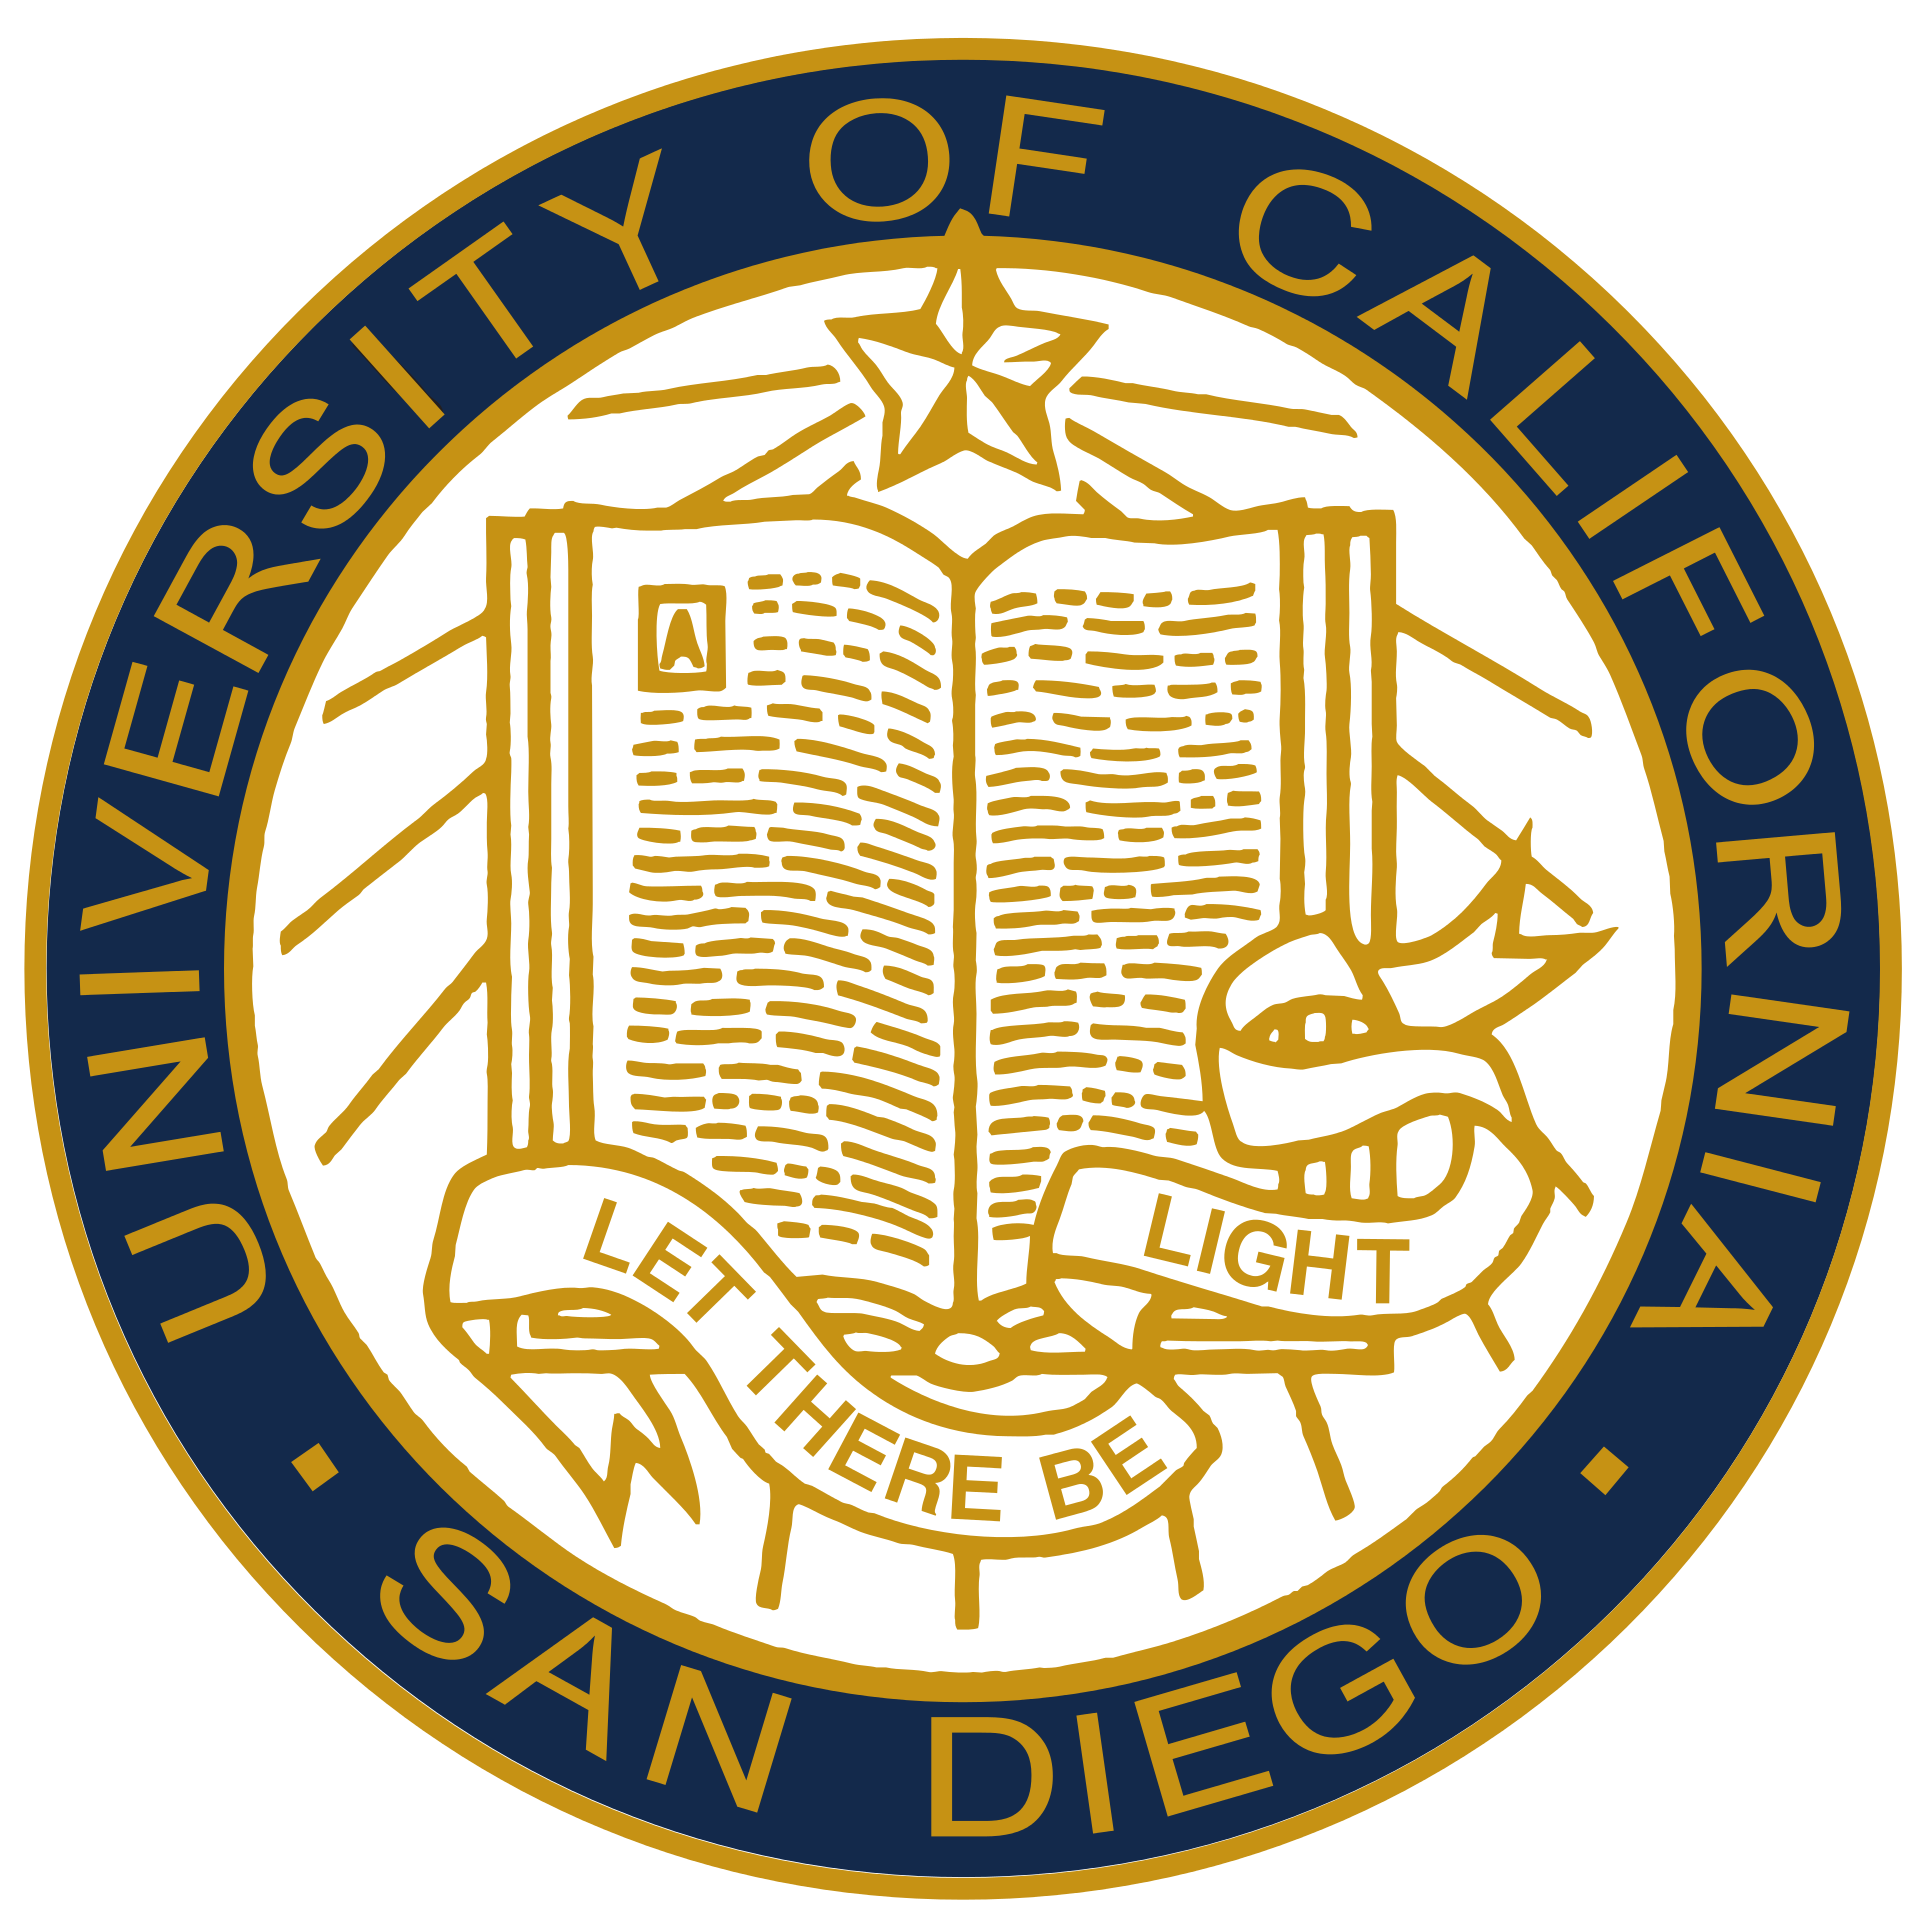 UNIVERSITY OF CALIFORNIA
A
LET THERE BE LIGHT
· SAN DIEGO ·